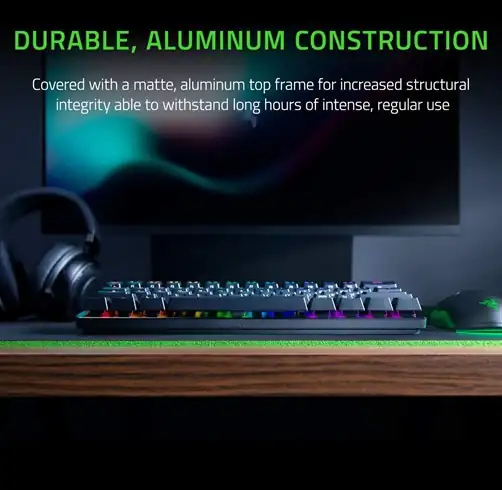 DURABLE, ALUMINUM CONSTRUCTION
Covered with a matte, aluminum top frame for increased structural
integrity able to withstand long hours of intense, regular use